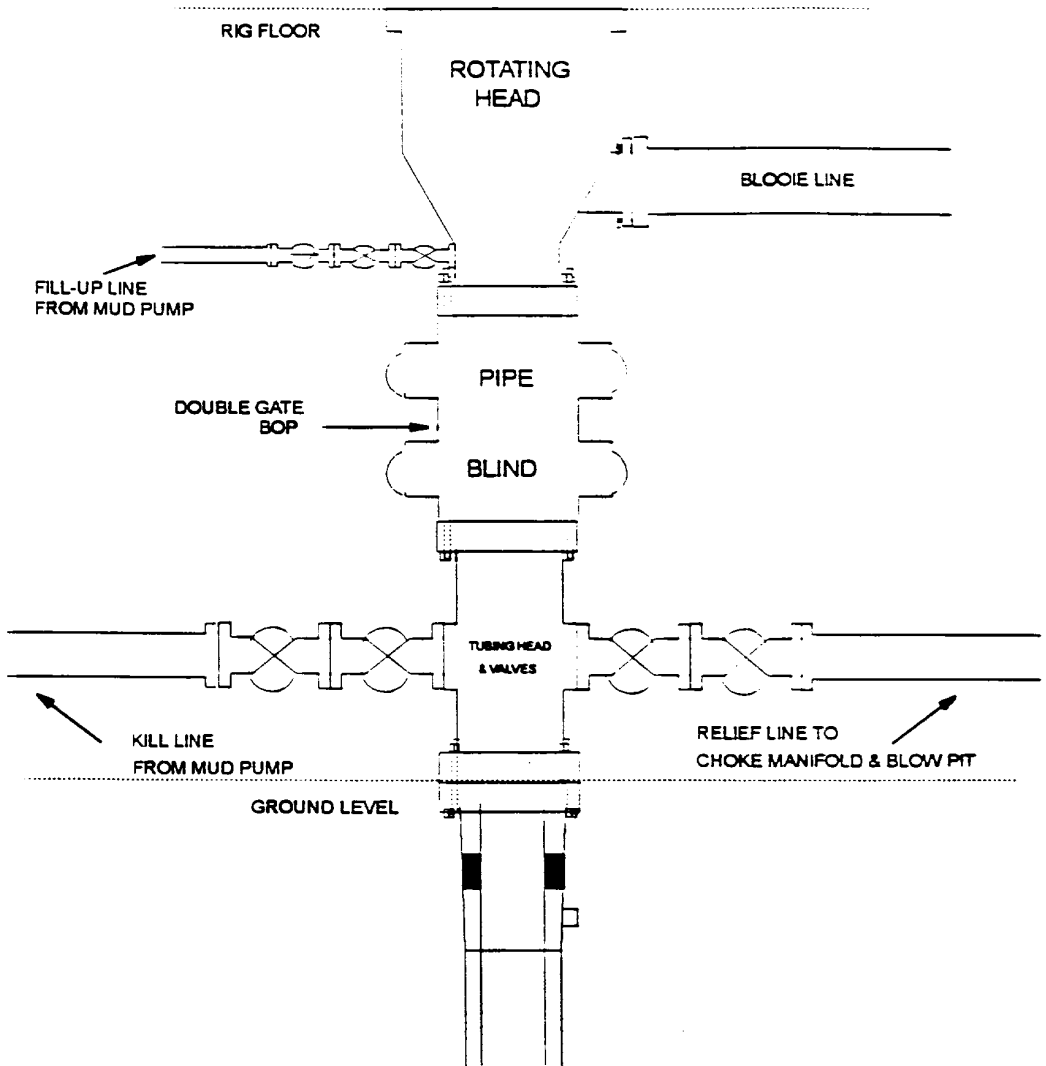 RIG FLOOR
ROTATING
HEAD
BLOOIE LINE
FILL-UP LINE
FROM MUD PUMP
PIPE
DOUBLE GATE
BOP
BLIND
TUBING HEAD
& VALVES
KILL LINE
FROM MUD PUMP
RELIEF LINE TO
CHOKE MANIFOLD & BLOW PIT
GROUND LEVEL